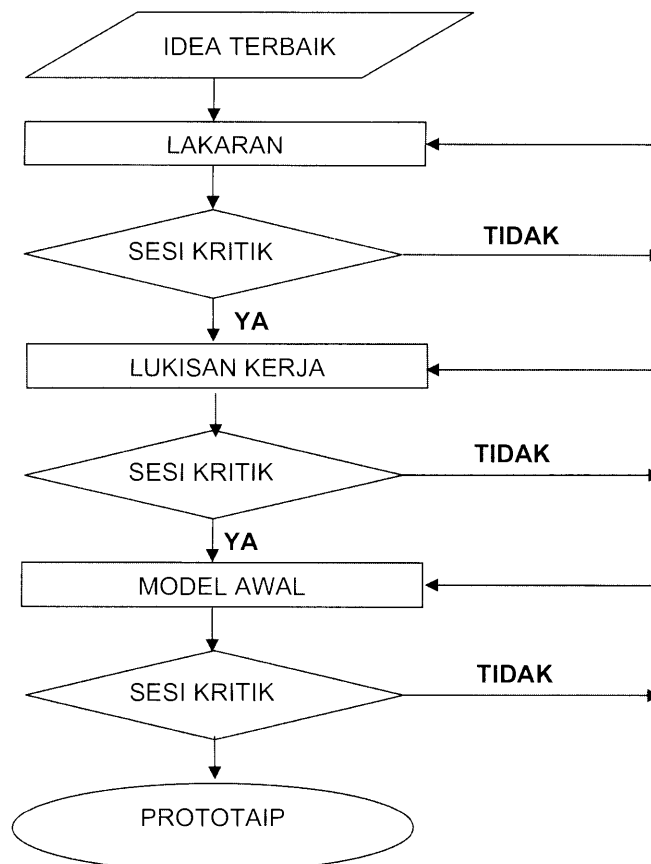 IDEA TERBAIK
LAKARAN
SESI KRITIK
TIDAK
YA
LUKISAN KERJA
SESI KRITIK
TIDAK
YA
MODEL AWAL
SESI KRITIK
TIDAK
PROTOTAIP